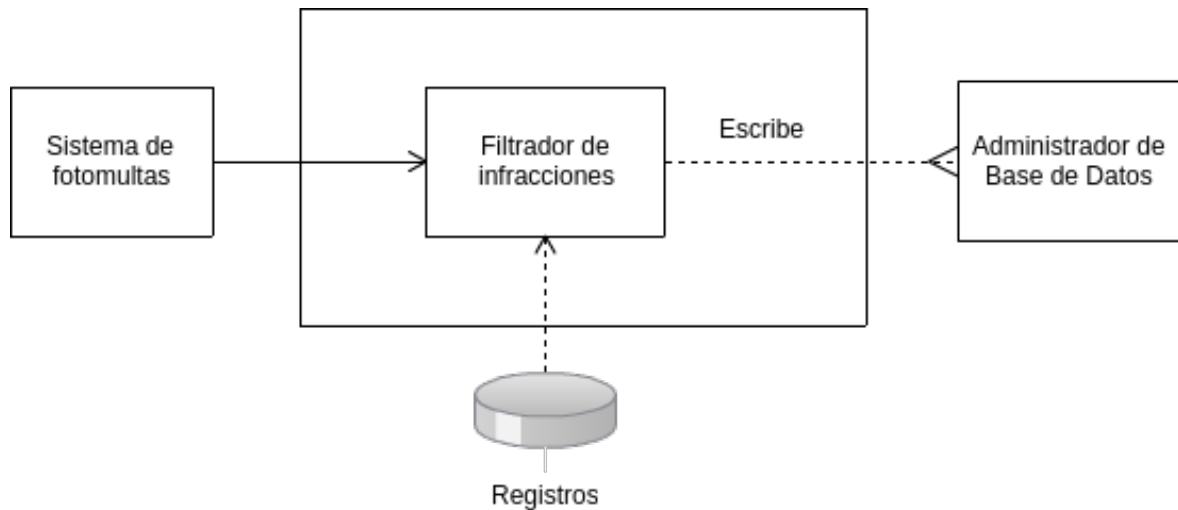 Sistema de
fotomultas
Filtrador de
infracciones
Escribe
Administrador de
Base de Datos
Registros